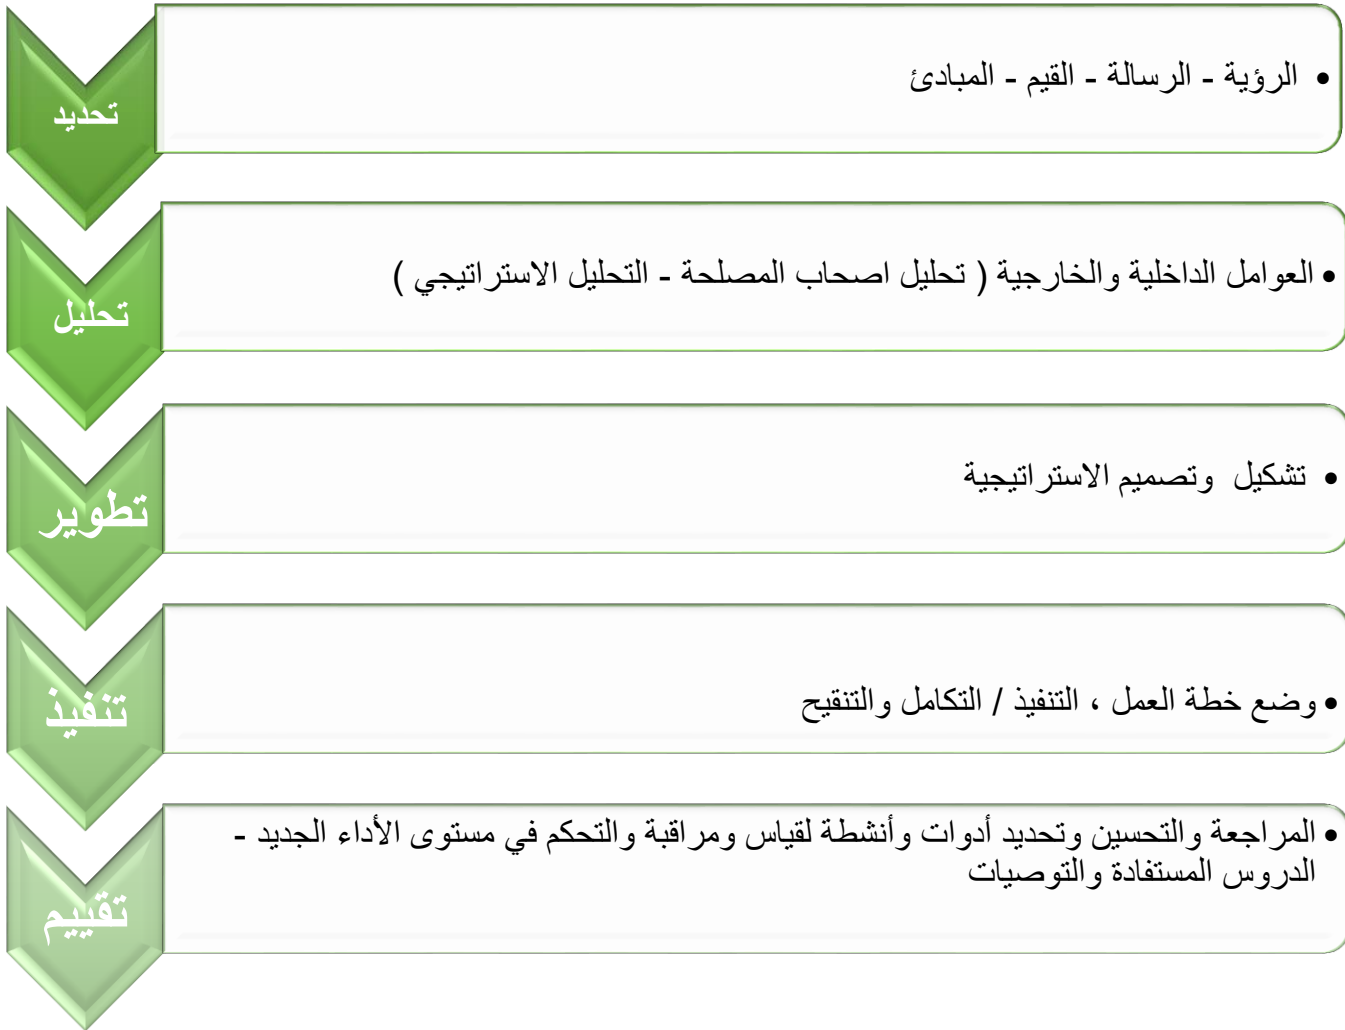 تحديد
• الرؤية - الرسالة - القيم - المبادئ
تحليل
• العوامل الداخلية والخارجية ( تحليل اصحاب المصلحة - التحليل الاستراتيجي )
تطوير
• تشكيل وتصميم الاستراتيجية
تنفيذ
• وضع خطة العمل ، التنفيذ / التكامل والتنقيح
تقييم
• المراجعة والتحسين وتحديد أدوات وأنشطة لقياس ومراقبة والتحكم في مستوى الأداء الجديد -
الدروس المستفادة والتوصيات